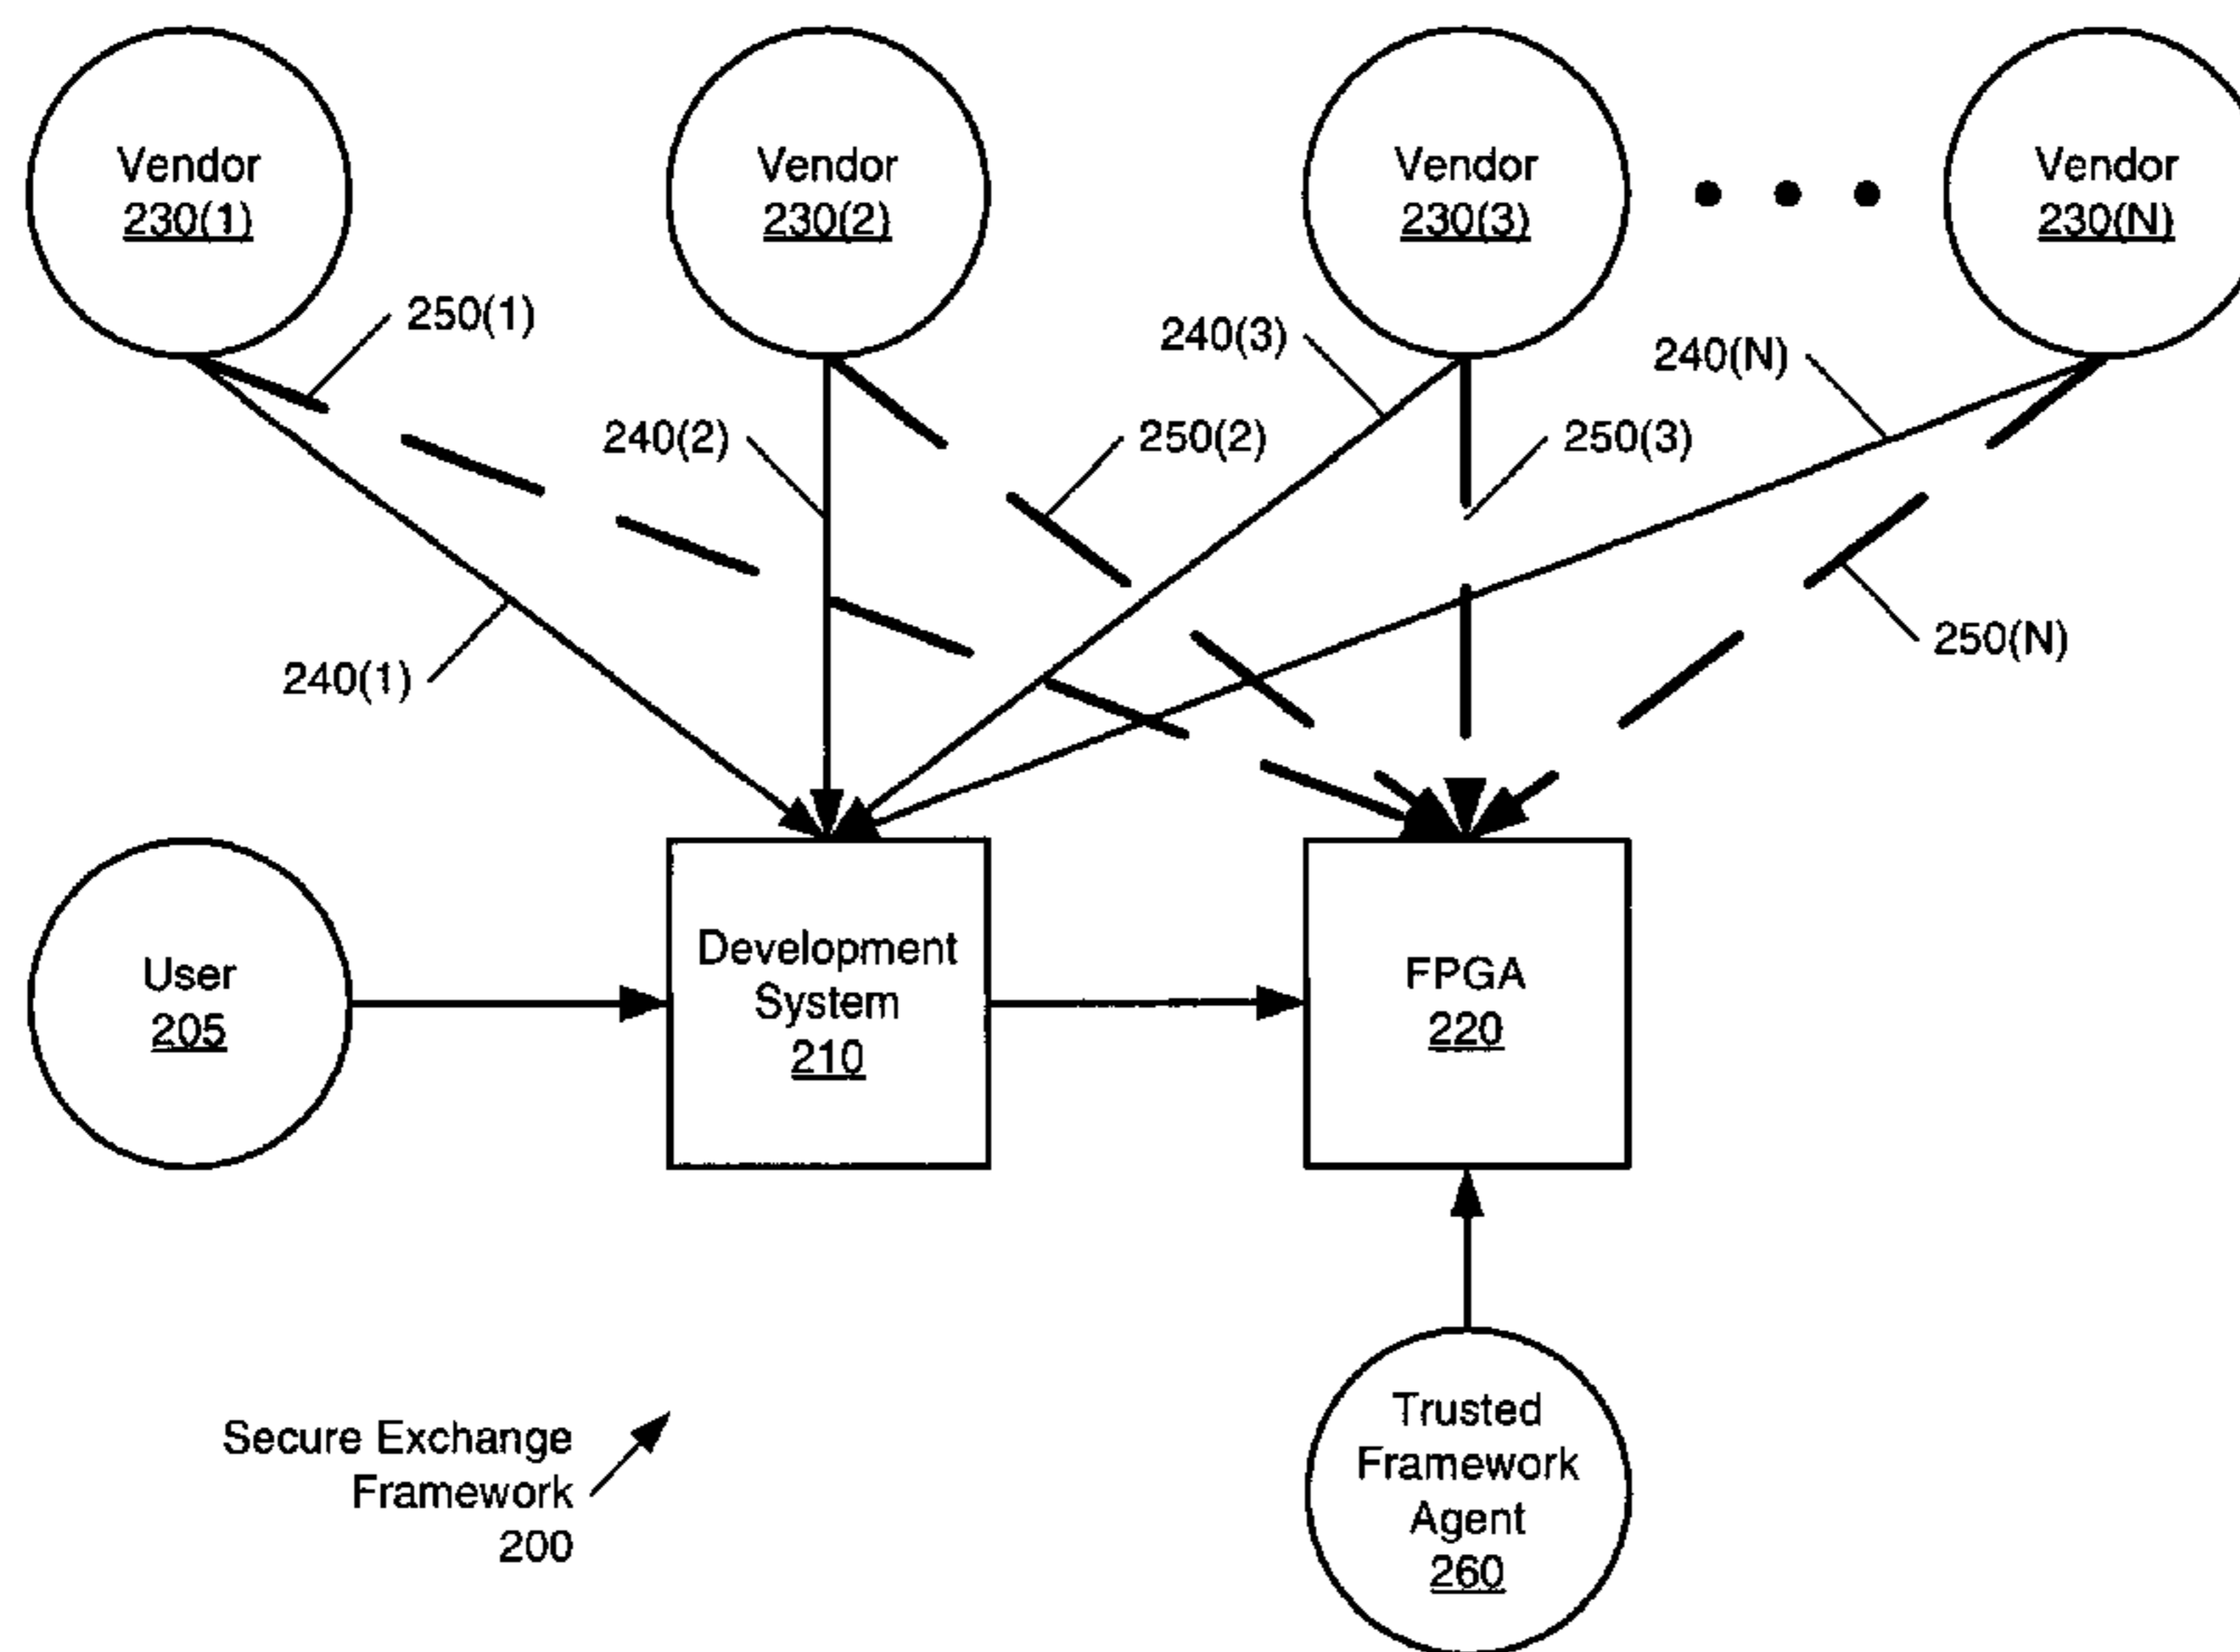 Vendor
230(1)
Vendor
230(2)
Vendor
230(3)
Vendor
230(N)
250(1)
240(3)
240(N)
240(2)
250(2)
250(3)
240(1)
250(N)
User
205
Development
System
210
FPGA
220
Secure Exchange
Framework
200
Trusted
Framework
Agent
260